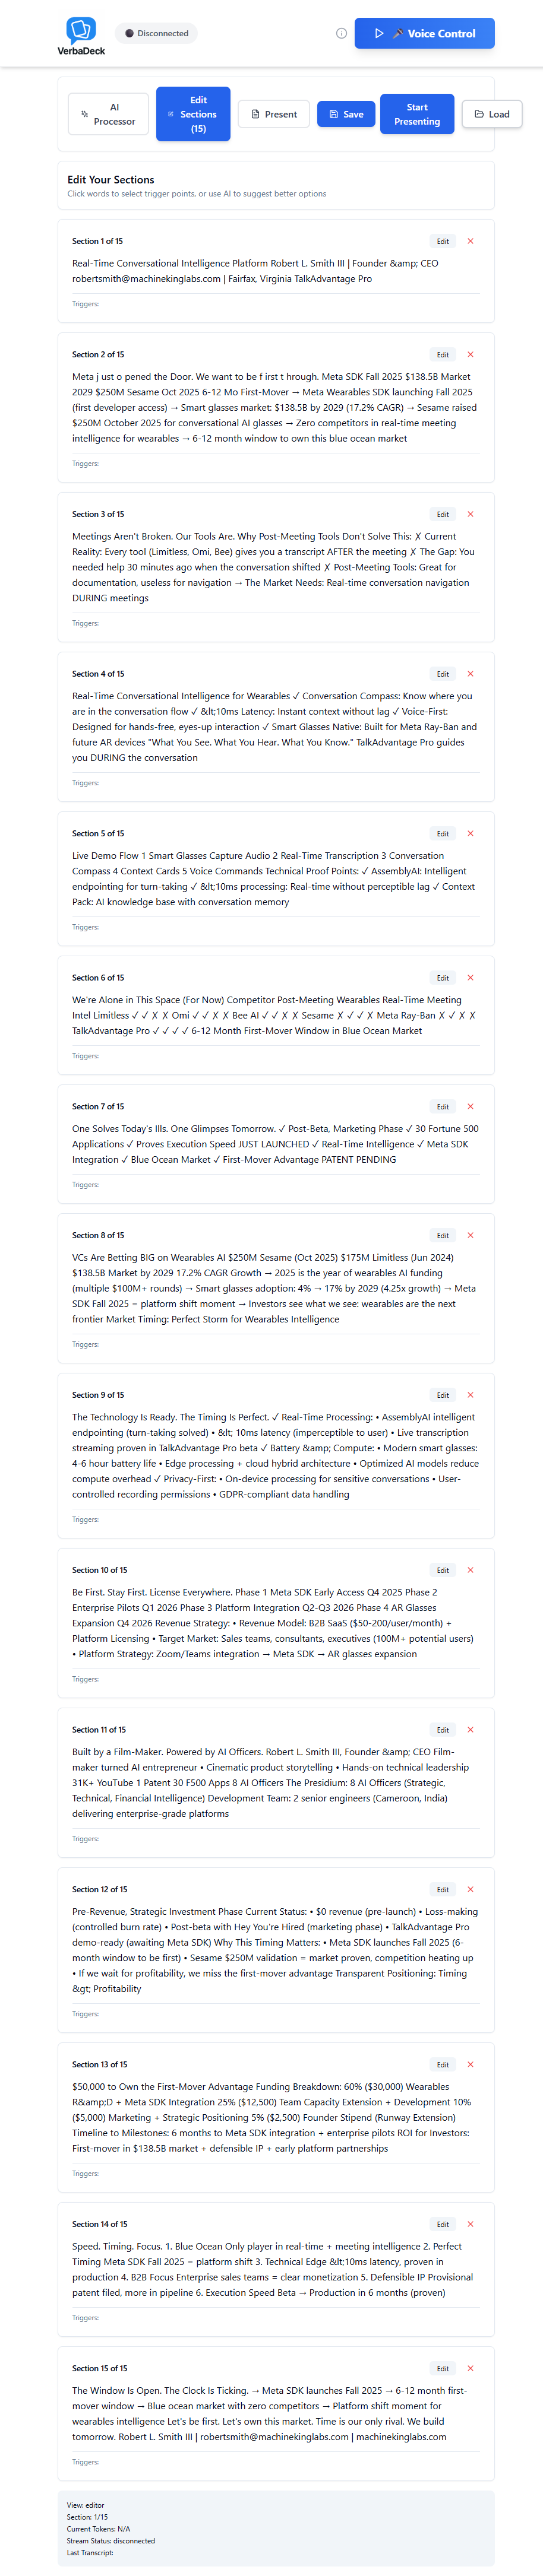 VerbaDeck
Disconnected
🎤 Voice Control
AI
Processor
Edit
Sections
(15)
Present
Save
Start
Presenting
Load
Edit Your Sections
Click words to select trigger points, or use AI to suggest better options
Section 1 of 15
Edit
Real-Time Conversational Intelligence Platform Robert L. Smith III | Founder &amp; CEO
robertsmith@machinekinglabs.com | Fairfax, Virginia TalkAdvantage Pro
Triggers:
Section 2 of 15
Edit
Meta j ust o pened the Door. We want to be f irst t hrough. Meta SDK Fall 2025 $138.5B Market
2029 $250M Sesame Oct 2025 6-12 Mo First-Mover → Meta Wearables SDK launching Fall 2025
(first developer access) → Smart glasses market: $138.5B by 2029 (17.2% CAGR) → Sesame raised
$250M October 2025 for conversational AI glasses → Zero competitors in real-time meeting
intelligence for wearables → 6-12 month window to own this blue ocean market
Triggers:
Section 3 of 15
Edit
Meetings Aren't Broken. Our Tools Are. Why Post-Meeting Tools Don't Solve This: ✗ Current
Reality: Every tool (Limitless, Omi, Bee) gives you a transcript AFTER the meeting ✗ The Gap: You
needed help 30 minutes ago when the conversation shifted ✗ Post-Meeting Tools: Great for
documentation, useless for navigation → The Market Needs: Real-time conversation navigation
DURING meetings
Triggers:
Section 4 of 15
Edit
Real-Time Conversational Intelligence for Wearables ✓ Conversation Compass: Know where you
are in the conversation flow ✓ &lt;10ms Latency: Instant context without lag ✓ Voice-First:
Designed for hands-free, eyes-up interaction ✓ Smart Glasses Native: Built for Meta Ray-Ban and
future AR devices "What You See. What You Hear. What You Know." TalkAdvantage Pro guides
you DURING the conversation
Triggers:
Section 5 of 15
Edit
Live Demo Flow 1 Smart Glasses Capture Audio 2 Real-Time Transcription 3 Conversation
Compass 4 Context Cards 5 Voice Commands Technical Proof Points: ✓ AssemblyAI: Intelligent
endpointing for turn-taking ✓ &lt;10ms processing: Real-time without perceptible lag ✓ Context
Pack: AI knowledge base with conversation memory
Triggers:
Section 6 of 15
Edit
We're Alone in This Space (For Now) Competitor Post-Meeting Wearables Real-Time Meeting
Intel Limitless ✓ ✓ ✗ ✗ Omi ✓ ✓ ✗ ✗ Bee AI ✓ ✓ ✗ ✗ Sesame ✗ ✓ ✓ ✗ Meta Ray-Ban ✗ ✓ ✗ ✗
TalkAdvantage Pro ✓ ✓ ✓ ✓ 6-12 Month First-Mover Window in Blue Ocean Market
Triggers:
Section 7 of 15
Edit
One Solves Today's Ills. One Glimpses Tomorrow. ✓ Post-Beta, Marketing Phase ✓ 30 Fortune 500
Applications ✓ Proves Execution Speed JUST LAUNCHED ✓ Real-Time Intelligence ✓ Meta SDK
Integration ✓ Blue Ocean Market ✓ First-Mover Advantage PATENT PENDING
Triggers:
Section 8 of 15
Edit
VCs Are Betting BIG on Wearables AI $250M Sesame (Oct 2025) $175M Limitless (Jun 2024)
$138.5B Market by 2029 17.2% CAGR Growth → 2025 is the year of wearables AI funding
(multiple $100M+ rounds) → Smart glasses adoption: 4% → 17% by 2029 (4.25x growth) → Meta
SDK Fall 2025 = platform shift moment → Investors see what we see: wearables are the next
frontier Market Timing: Perfect Storm for Wearables Intelligence
Triggers:
Section 9 of 15
Edit
The Technology Is Ready. The Timing Is Perfect. ✓ Real-Time Processing: • AssemblyAI intelligent
endpointing (turn-taking solved) • &lt; 10ms latency (imperceptible to user) • Live transcription
streaming proven in TalkAdvantage Pro beta ✓ Battery &amp; Compute: • Modern smart glasses:
4-6 hour battery life • Edge processing + cloud hybrid architecture • Optimized AI models reduce
compute overhead ✓ Privacy-First: • On-device processing for sensitive conversations • User-
controlled recording permissions • GDPR-compliant data handling
Triggers:
Section 10 of 15
Edit
Be First. Stay First. License Everywhere. Phase 1 Meta SDK Early Access Q4 2025 Phase 2
Enterprise Pilots Q1 2026 Phase 3 Platform Integration Q2-Q3 2026 Phase 4 AR Glasses
Expansion Q4 2026 Revenue Strategy: • Revenue Model: B2B SaaS ($50-200/user/month) +
Platform Licensing • Target Market: Sales teams, consultants, executives (100M+ potential users)
• Platform Strategy: Zoom/Teams integration → Meta SDK → AR glasses expansion
Triggers:
Section 11 of 15
Edit
Built by a Film-Maker. Powered by AI Officers. Robert L. Smith III, Founder &amp; CEO Film-
maker turned AI entrepreneur • Cinematic product storytelling • Hands-on technical leadership
31K+ YouTube 1 Patent 30 F500 Apps 8 AI Officers The Presidium: 8 AI Officers (Strategic,
Technical, Financial Intelligence) Development Team: 2 senior engineers (Cameroon, India)
delivering enterprise-grade platforms
Triggers:
Section 12 of 15
Edit
Pre-Revenue, Strategic Investment Phase Current Status: • $0 revenue (pre-launch) • Loss-making
(controlled burn rate) • Post-beta with Hey You're Hired (marketing phase) • TalkAdvantage Pro
demo-ready (awaiting Meta SDK) Why This Timing Matters: • Meta SDK launches Fall 2025 (6-
month window to be first) • Sesame $250M validation = market proven, competition heating up
• If we wait for profitability, we miss the first-mover advantage Transparent Positioning: Timing
&gt; Profitability
Triggers:
Section 13 of 15
Edit
$50,000 to Own the First-Mover Advantage Funding Breakdown: 60% ($30,000) Wearables
R&amp;D + Meta SDK Integration 25% ($12,500) Team Capacity Extension + Development 10%
($5,000) Marketing + Strategic Positioning 5% ($2,500) Founder Stipend (Runway Extension)
Timeline to Milestones: 6 months to Meta SDK integration + enterprise pilots ROI for Investors:
First-mover in $138.5B market + defensible IP + early platform partnerships
Triggers:
Section 14 of 15
Edit
Speed. Timing. Focus. 1. Blue Ocean Only player in real-time + meeting intelligence 2. Perfect
Timing Meta SDK Fall 2025 = platform shift 3. Technical Edge &lt;10ms latency, proven in
production 4. B2B Focus Enterprise sales teams = clear monetization 5. Defensible IP Provisional
patent filed, more in pipeline 6. Execution Speed Beta → Production in 6 months (proven)
Triggers:
Section 15 of 15
Edit
The Window Is Open. The Clock Is Ticking. → Meta SDK launches Fall 2025 → 6-12 month first-
mover window → Blue ocean market with zero competitors → Platform shift moment for
wearables intelligence Let's be first. Let's own this market. Time is our only rival. We build
tomorrow. Robert L. Smith III | robertsmith@machinekinglabs.com | machinekinglabs.com
Triggers:
View: editor
Section: 1/15
Current Tokens: N/A
Stream Status: disconnected
Last Transcript: